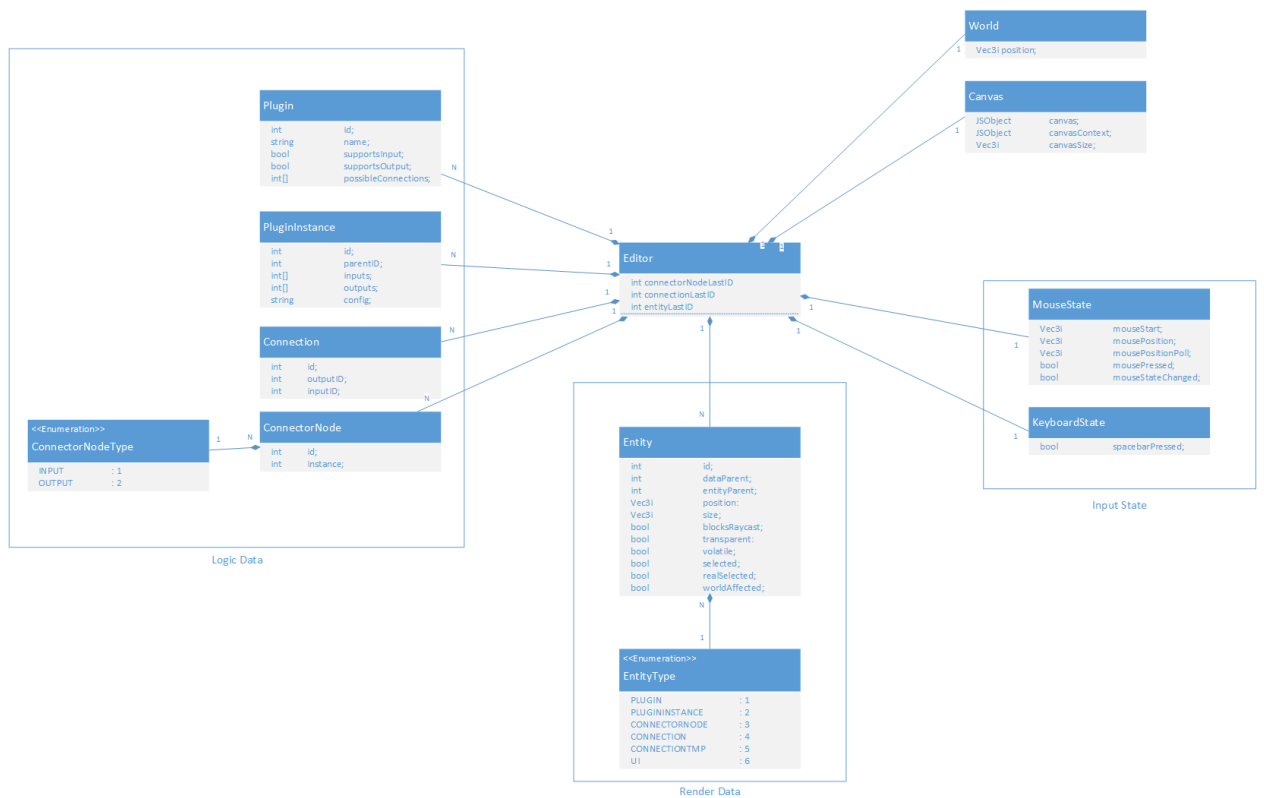 World
Vec3i position;
1
Canvas
JSObject canvas;
JSObject canvasContext;
Vec3i canvasSize;
1
Plugin
int id;
string name;
bool supportsInput;
bool supportsOutput;
int[] possibleConnections;
N
1
PluginInstance
int id;
int parentID;
int[] inputs;
int[] outputs;
string config;
N
1
Connection
int id;
int outputID;
int inputID;
N
1
ConnectorNode
int id;
int instance;
N
1
<<Enumeration>>
ConnectorNodeType
INPUT : 1
OUTPUT : 2
1
N
Logic Data
Editor
int connectorNodeLastID
int connectionLastID
int entityLastID
1
1
1
MouseState
Vec3i mouseStart;
Vec3i mousePosition;
Vec3i mousePositionPoll;
bool mousePressed;
bool mouseStateChanged;
1
KeyboardState
bool spacebarPressed;
1
Input State
N
Entity
int id;
int dataParent;
int entityParent;
Vec3i position:
Vec3i size;
bool blocksRaycast;
bool transparent:
bool volatile;
bool selected;
bool realSelected;
bool worldAffected;
N
1
<<Enumeration>>
EntityType
PLUGIN : 1
PLUGININSTANCE : 2
CONNECTORNODE : 3
CONNECTION : 4
CONNECTIONTMP : 5
UI : 6
Render Data